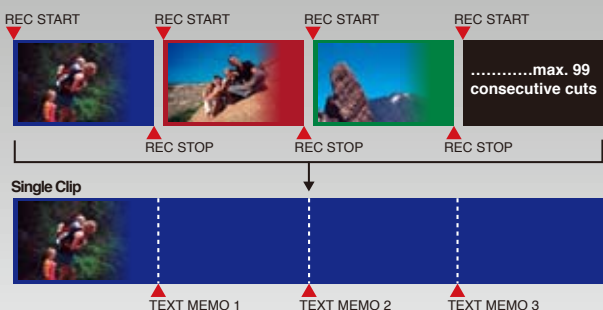 REC START REC START REC START REC START
............max. 99
consecutive cuts
REC STOP REC STOP REC STOP
Single Clip
TEXT MEMO 1 TEXT MEMO 2 TEXT MEMO 3